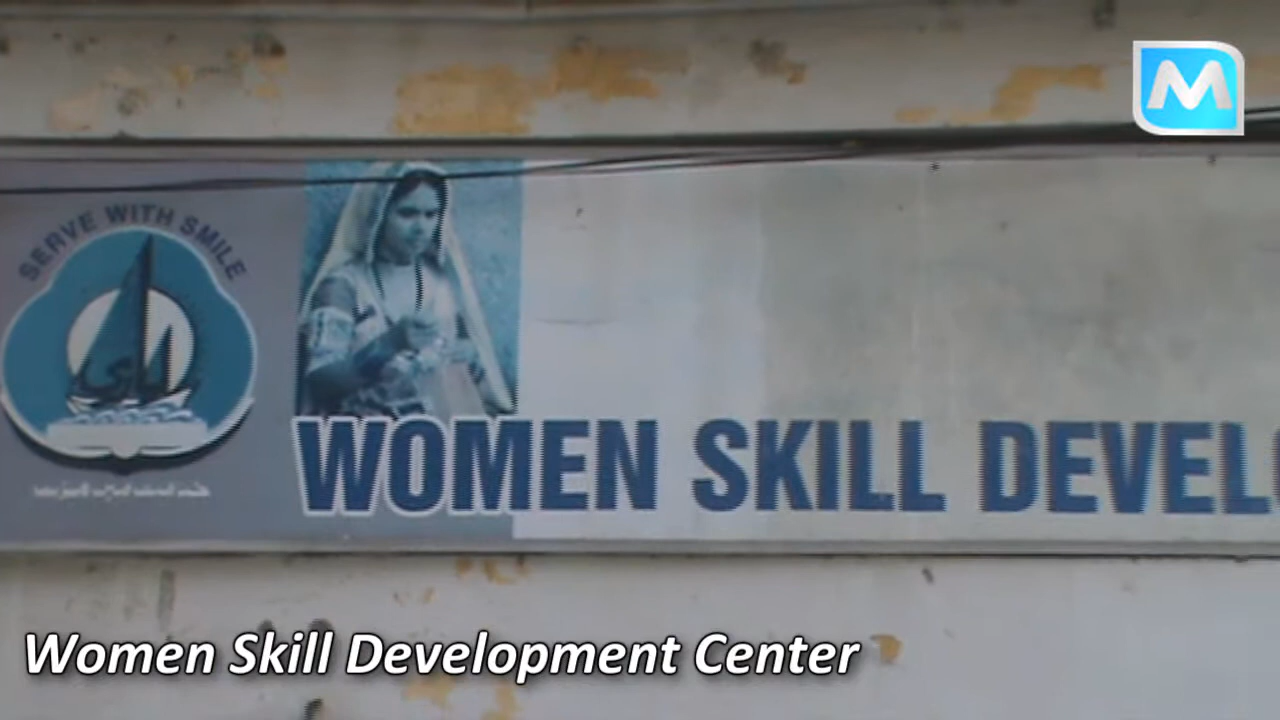 SERVE WITH SMILE
WOMEN SKILL DEVEL
Women Skill Development Center
M